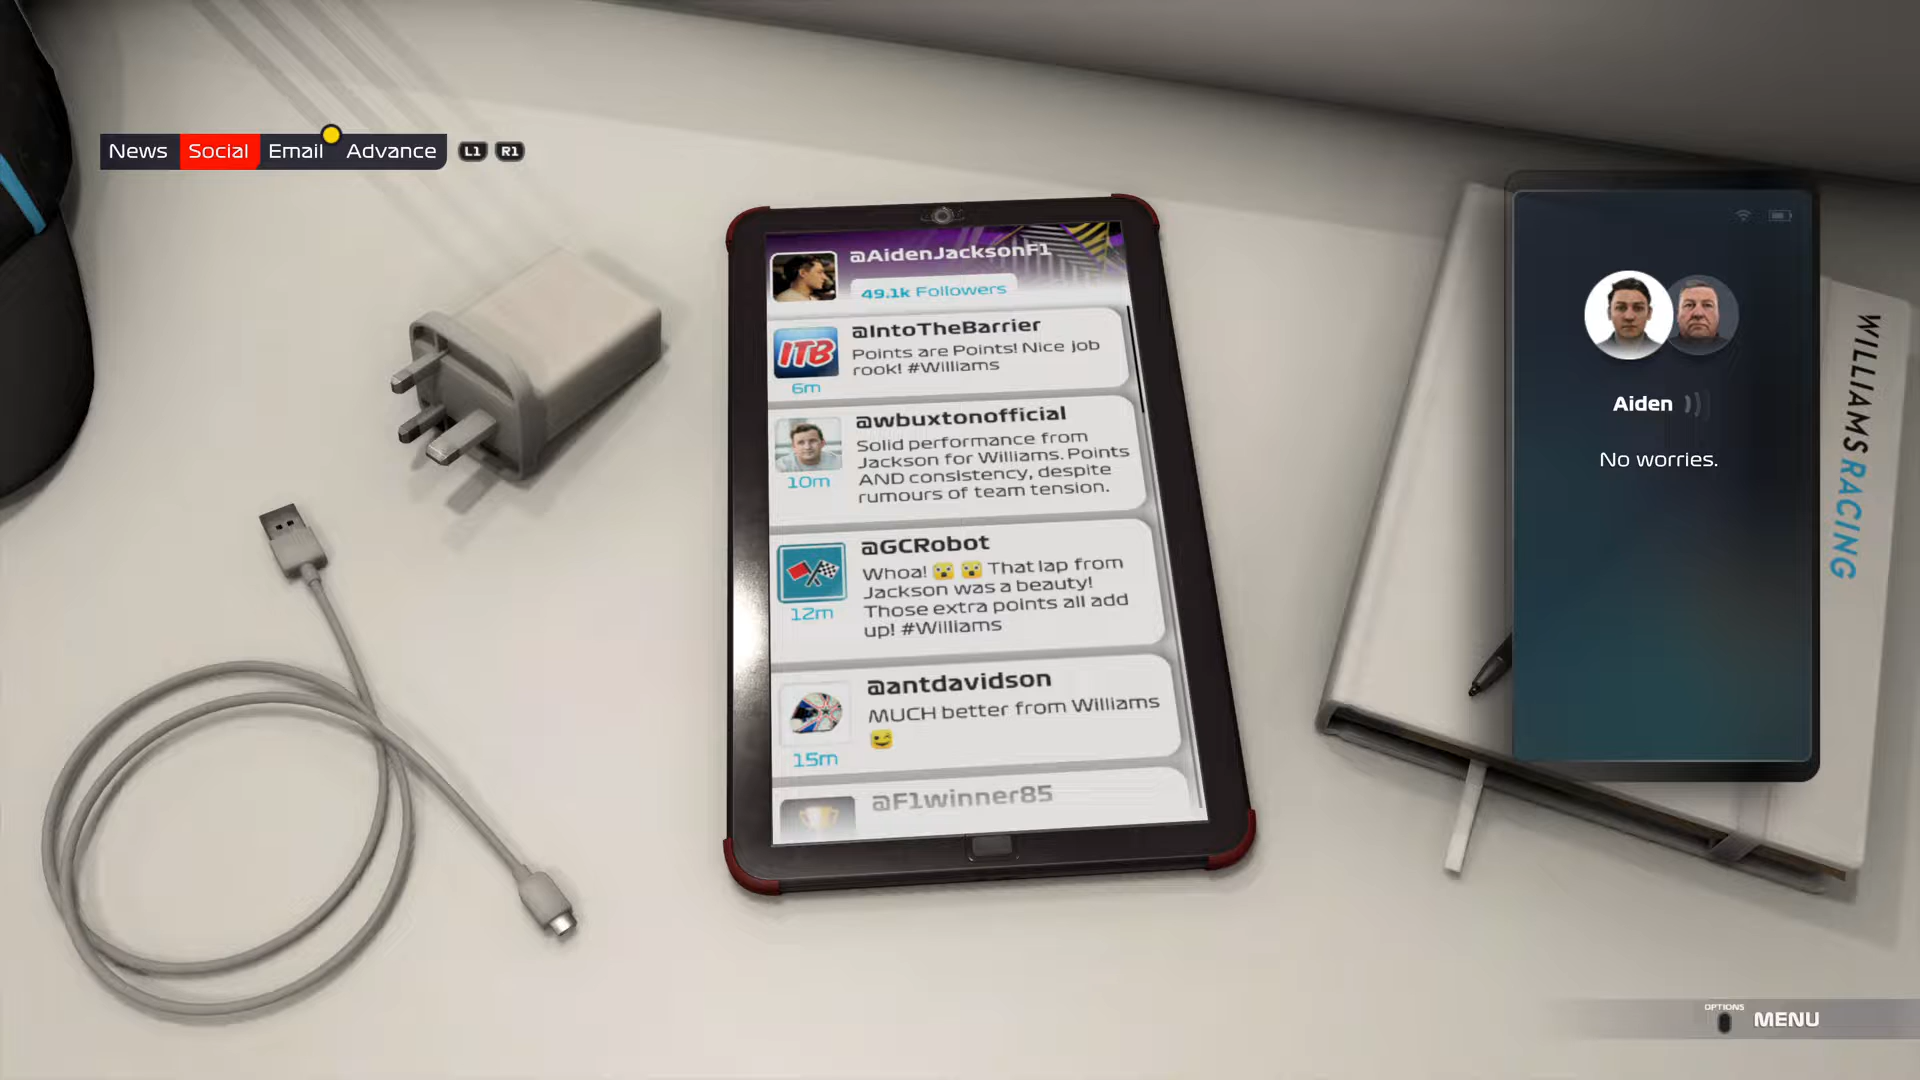 News Social Email Advance L1 R1
@AidenJacksonF1
49.1k Followers
@IntoTheBarrier
Points are Points! Nice job
rook! #Williams
ITB
6m
@wbuxtonofficial
Solid performance from
Jackson for Williams. Points
AND consistency, despite
rumours of team tension.
10m
@GCRobot
Whoa! 😮 😮 That lap from
Jackson was a beauty!
Those extra points all add
up! #Williams
12m
@antdavidson
MUCH better from Williams
😉
15m
@F1winner85
Aiden
No worries.
WILLIAMS RACING
OPTIONS
MENU